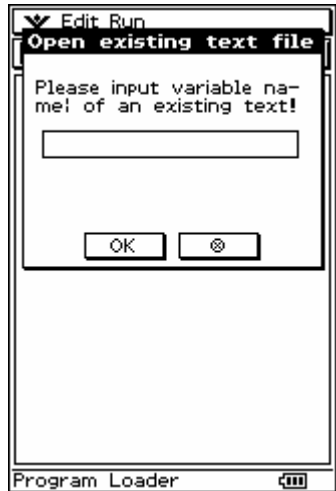 Edit Run
Open existing text file
Please input variable na-
me¦ of an existing text!
OK
Program Loader